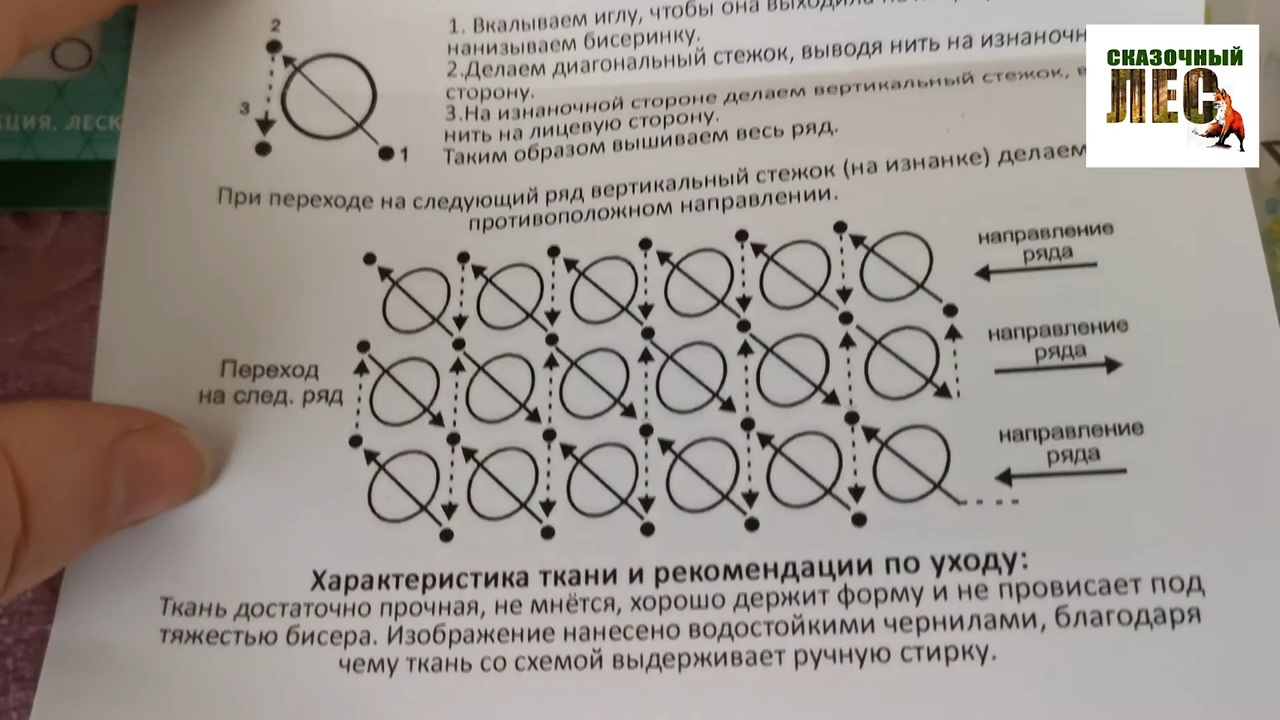 2
3
1
1. Вкалываем иглу, чтобы она
нанизываем бисеринку.
2.Делаем диагональный стежок, выводя нить на
сторону.
3.На изнаночной стороне делаем вертикальный стежок,
нить на лицевую сторону.
Таким образом вышиваем весь ряд.
При переходе на следующий ряд вертикальный стежок (на изнанке) делаем
противоположном направлении.
направление
ряда
Переход
на след. ряд
направление
ряда
направление
ряда
Характеристика ткани и рекомендации по уходу:
Ткань достаточно прочная, не мнётся, хорошо держит форму и не провисает под
тяжестью бисера. Изображение нанесено водостойкими чернилами, благодаря
чему ткань со схемой выдерживает ручную стирку.
СКАЗОЧНЫЙ
ЛЕС